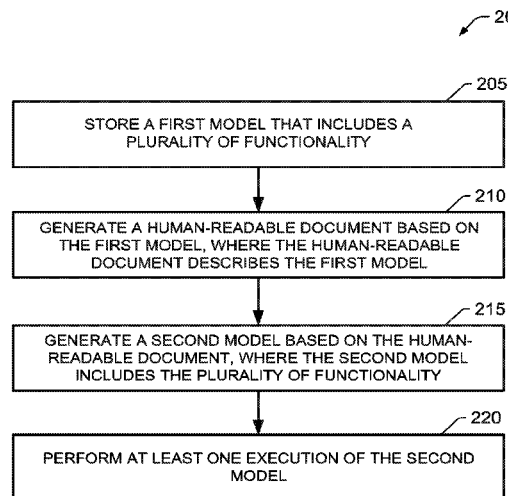 205
STORE A FIRST MODEL THAT INCLUDES A
PLURALITY OF FUNCTIONALITY
210
GENERATE A HUMAN-READABLE DOCUMENT BASED ON
THE FIRST MODEL, WHERE THE HUMAN-READABLE
DOCUMENT DESCRIBES THE FIRST MODEL
215
GENERATE A SECOND MODEL BASED ON THE HUMAN-
READABLE DOCUMENT, WHERE THE SECOND MODEL
INCLUDES THE PLURALITY OF FUNCTIONALITY
220
PERFORM AT LEAST ONE EXECUTION OF THE SECOND
MODEL